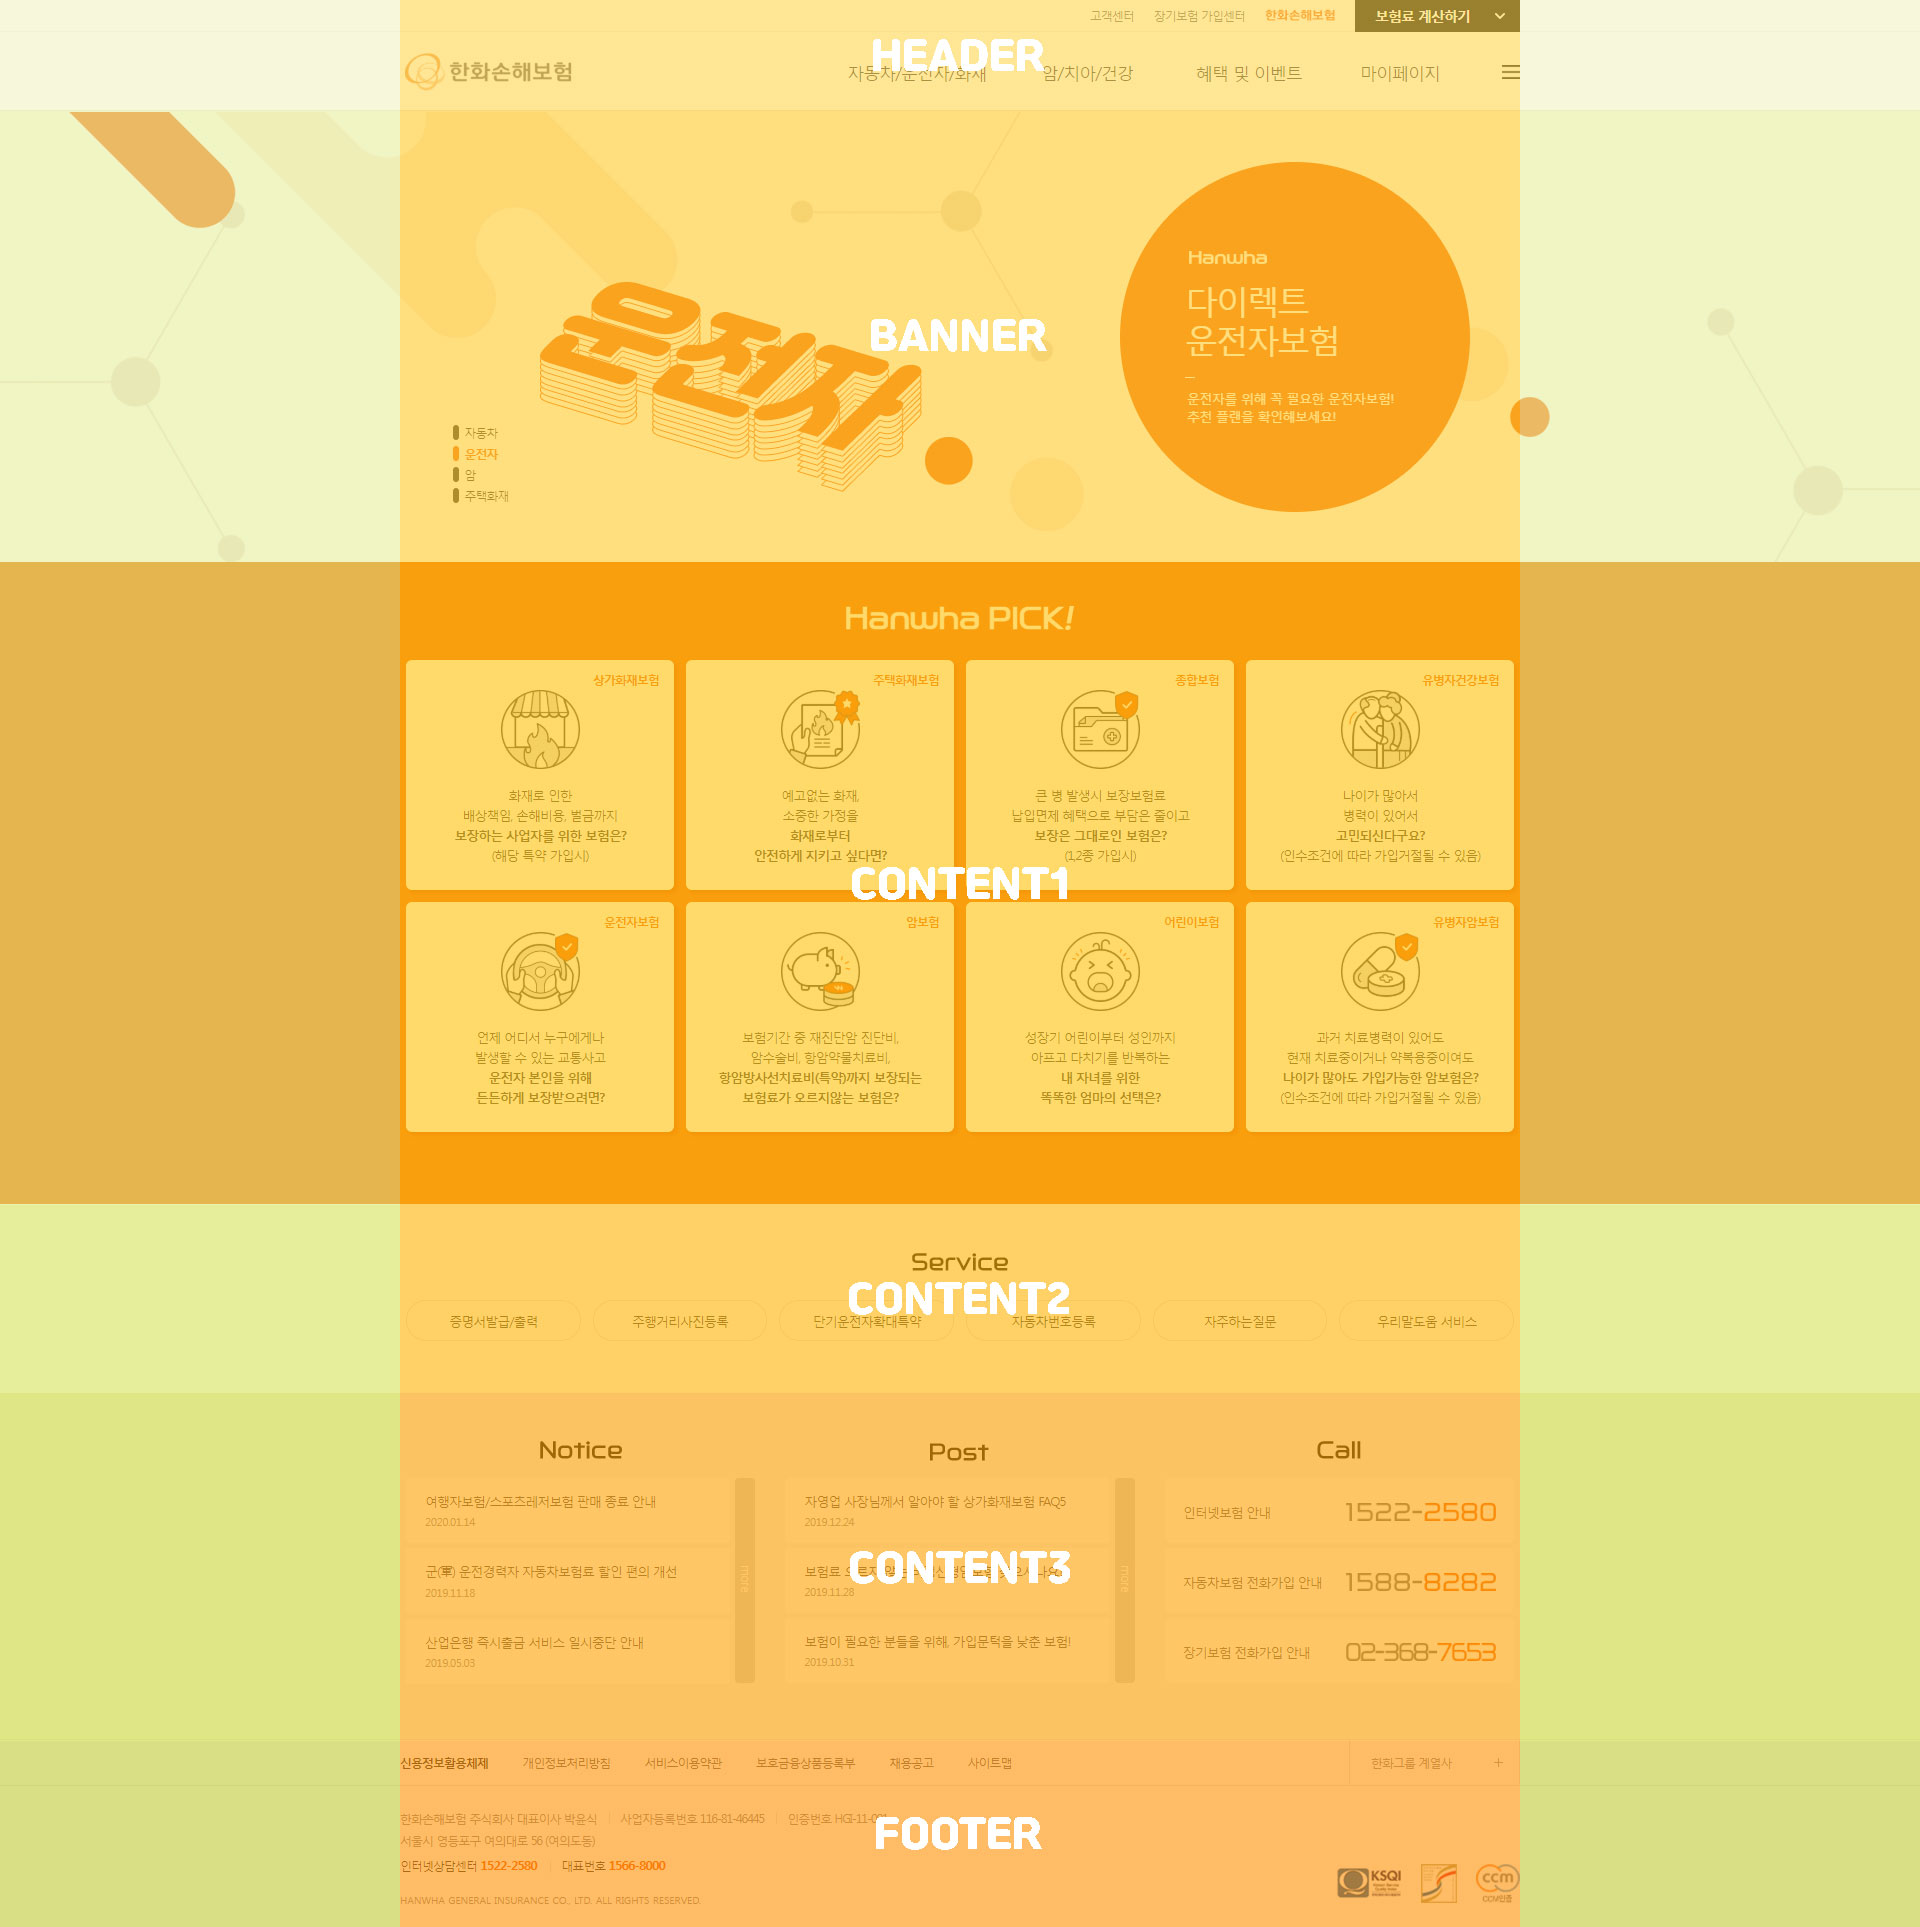 고객센터 장기보험 가입센터 한화손해보험 보험료 계산하기
HEADER
한화손해보험 자동차/운전자/화재 암/치아/건강 혜택 및 이벤트 마이페이지
Hanwha
다이렉트
운전자보험
운전자를 위해 꼭 필요한 운전자보험!
추천 플랜을 확인해보세요!
운전자
BANNER
자동차
운전자
암
주택화재
Hanwha PICK!
상가화재보험
화재로 인한
배상책임, 손해비용, 벌금까지
보장하는 사업자를 위한 보험은?
(해당 특약 가입시)
주택화재보험
예고없는 화재,
소중한 가정을
화재로부터
안전하게 지키고 싶다면?
종합보험
큰 병 발생시 보장보험료
납입면제 혜택으로 부담은 줄이고
보장은 그대로인 보험은?
(1,2종 가입시)
유병자건강보험
나이가 많아서
병력이 있어서
고민되신다구요?
(인수조건에 따라 가입거절될 수 있음)
CONTENT1
운전자보험
언제 어디서 누구에게나
발생할 수 있는 교통사고
운전자 본인을 위해
든든하게 보장받으려면?
암보험
보험기간 중 재진단암 진단비,
암수술비, 항암약물치료비,
항암방사선치료비(특약)까지 보장되는
보험료가 오르지않는 보험은?
어린이보험
성장기 어린이부터 성인까지
아프고 다치기를 반복하는
내 자녀를 위한
똑똑한 엄마의 선택은?
유병자암보험
과거 치료병력이 있어도
현재 치료중이거나 약복용중이여도
나이가 많아도 가입가능한 암보험은?
(인수조건에 따라 가입거절될 수 있음)
Service
CONTENT2
증명서발급/출력 주행거리사진등록 단기운전자확대특약 자동차번호등록 자주하는질문 우리말도움 서비스
Notice
여행자보험/스포츠레저보험 판매 종료 안내
2020.01.14
군(軍) 운전경력자 자동차보험료 할인 편의 개선
2019.11.18
산업은행 즉시출금 서비스 일시중단 안내
2019.05.03
more
Post
자영업 사장님께서 알아야 할 상가화재보험 FAQ5
2019.12.24
보험료
2019.11.28
보험이 필요한 분들을 위해, 가입문턱을 낮춘 보험!
2019.10.31
more
CONTENT3
Call
인터넷보험 안내 1522-2580
자동차보험 전화가입 안내 1588-8282
장기보험 전화가입 안내 02-368-7653
신용정보활용체제 개인정보처리방침 서비스이용약관 보호금융상품등록부 채용공고 사이트맵 한화그룹 계열사 +
한화손해보험 주식회사 대표이사 박윤식 사업자등록번호 116-81-46445 인증번호
FOOTER
서울시 영등포구 여의대로 56 (여의도동)
인터넷상담센터 1522-2580 대표번호 1566-8000
HANWHA GENERAL INSURANCE CO., LTD. ALL RIGHTS RESERVED.
KSQI
ccm
CCM인증